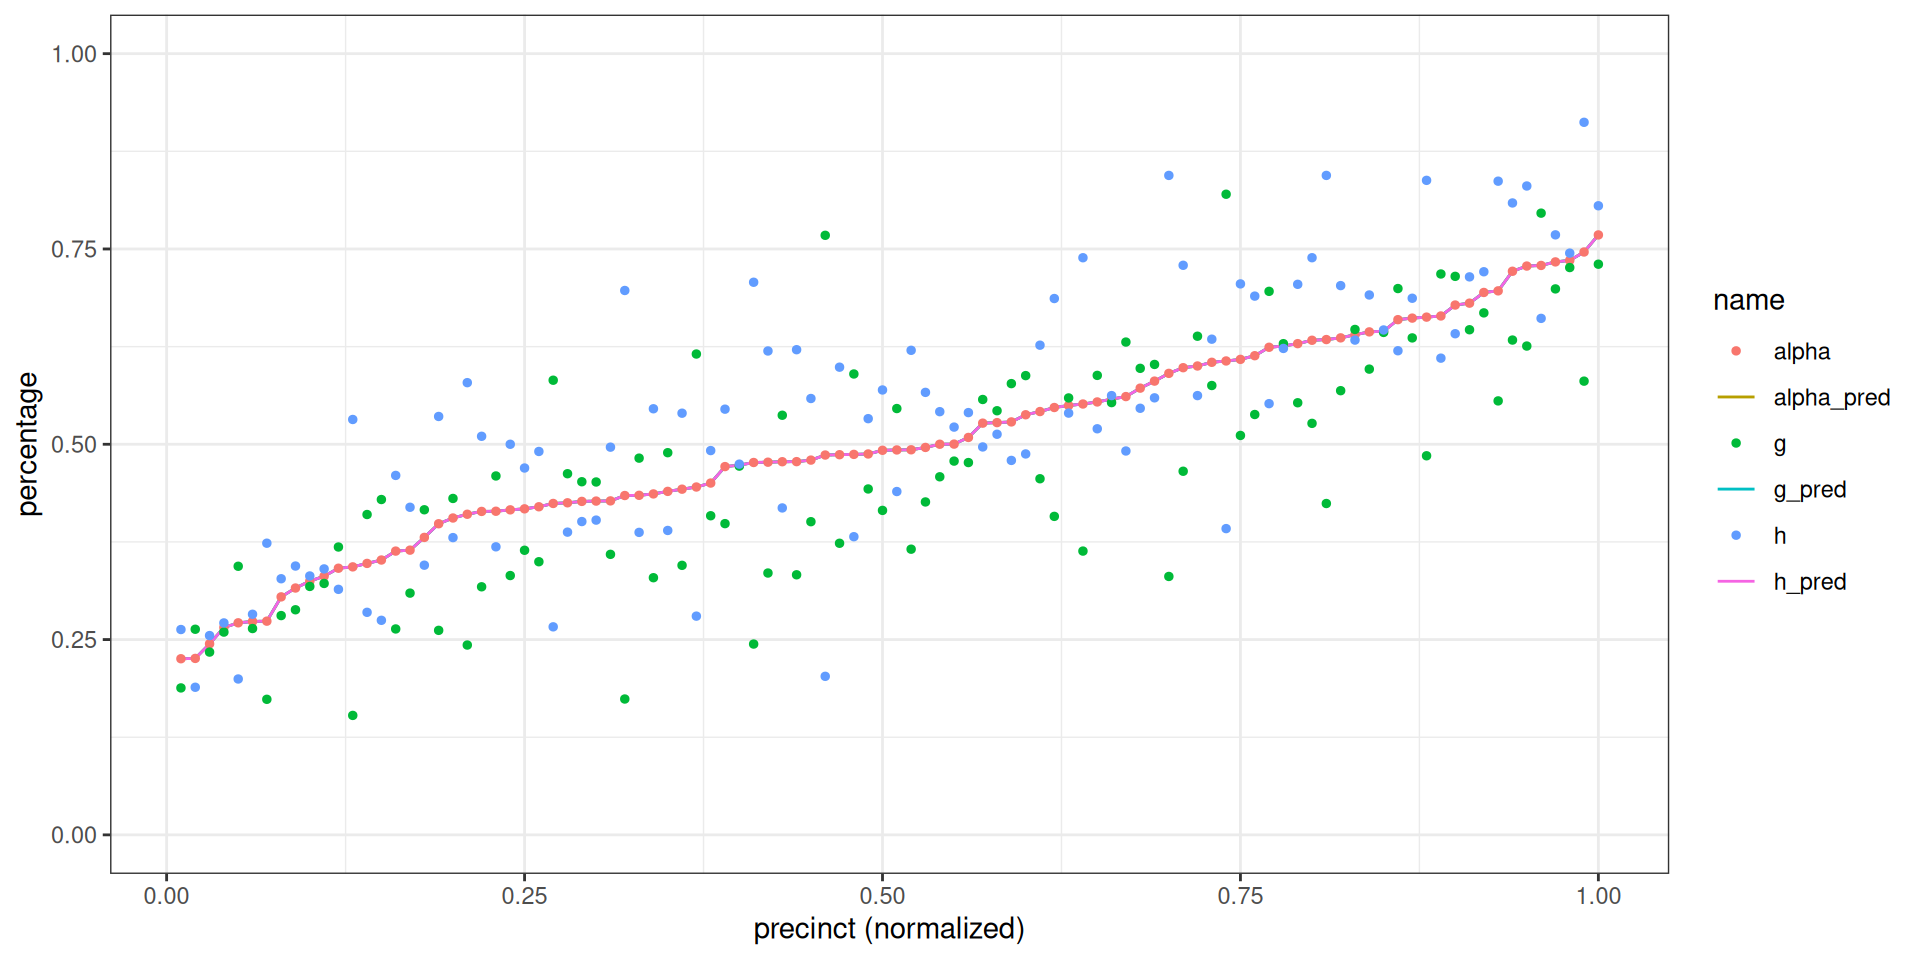 percentage
1.00
0.75
0.50
0.25
0.00
0.00 0.25 0.50 0.75 1.00
precinct (normalized)
name
alpha
alpha_pred
g
g_pred
h
h_pred